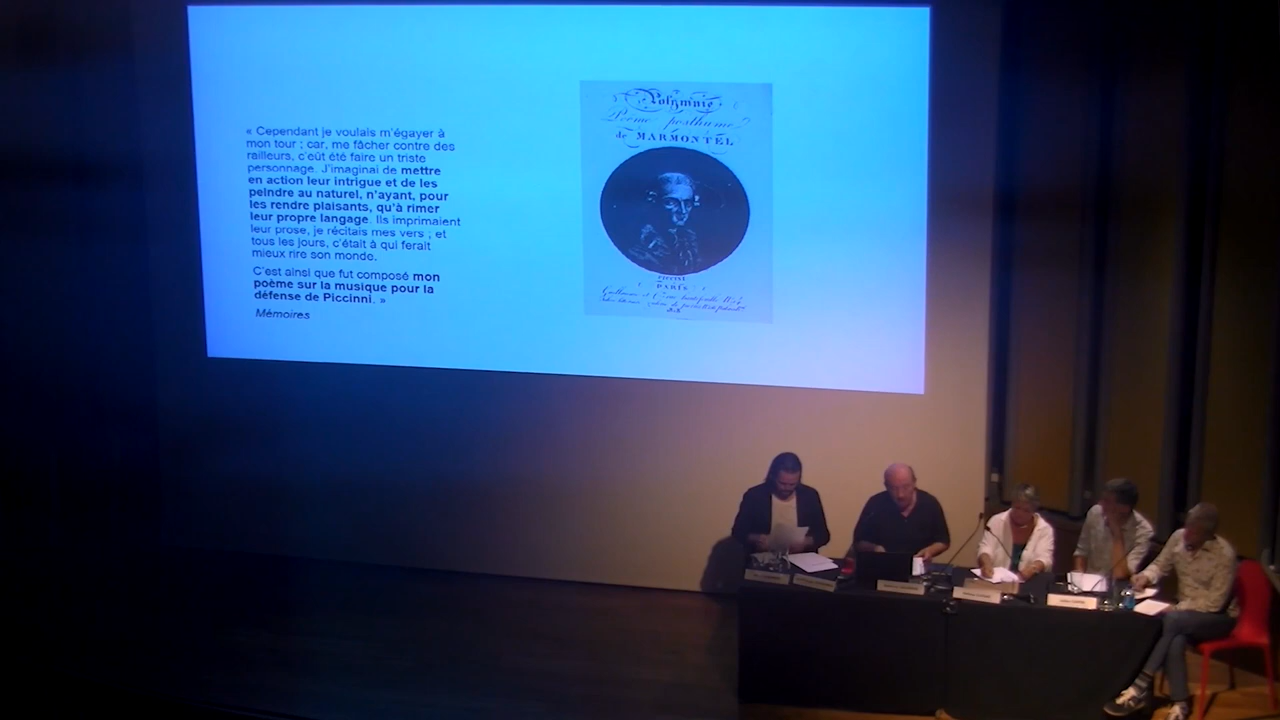 « Cependant je voulais m'égayer à
mon tour ; car, me fâcher contre des
railleurs, c'eût été faire un triste
personnage. J'imaginai de mettre
en action leur intrigue et de les
peindre au naturel, n'ayant, pour
les rendre plaisants, qu'à rimer
leur propre langage. Ils imprimaient
leur prose, je récitais mes vers ; et
tous les jours, c'était à qui ferait
mieux rire son monde.
C'est ainsi que fut composé mon
poème sur la musique pour la
défense de Piccinni. »
Mémoires
Polymnie
Poëme posthume
de MARMONTEL
PICCINI
PARIS